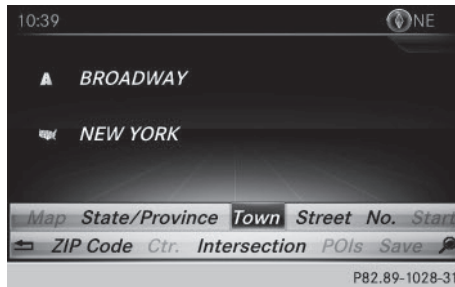 10:39 NE
BROADWAY
NEW YORK
Map State/Province Town Street No. Start
ZIP Code Ctr. Intersection POIs Save
P82.89-1028-31